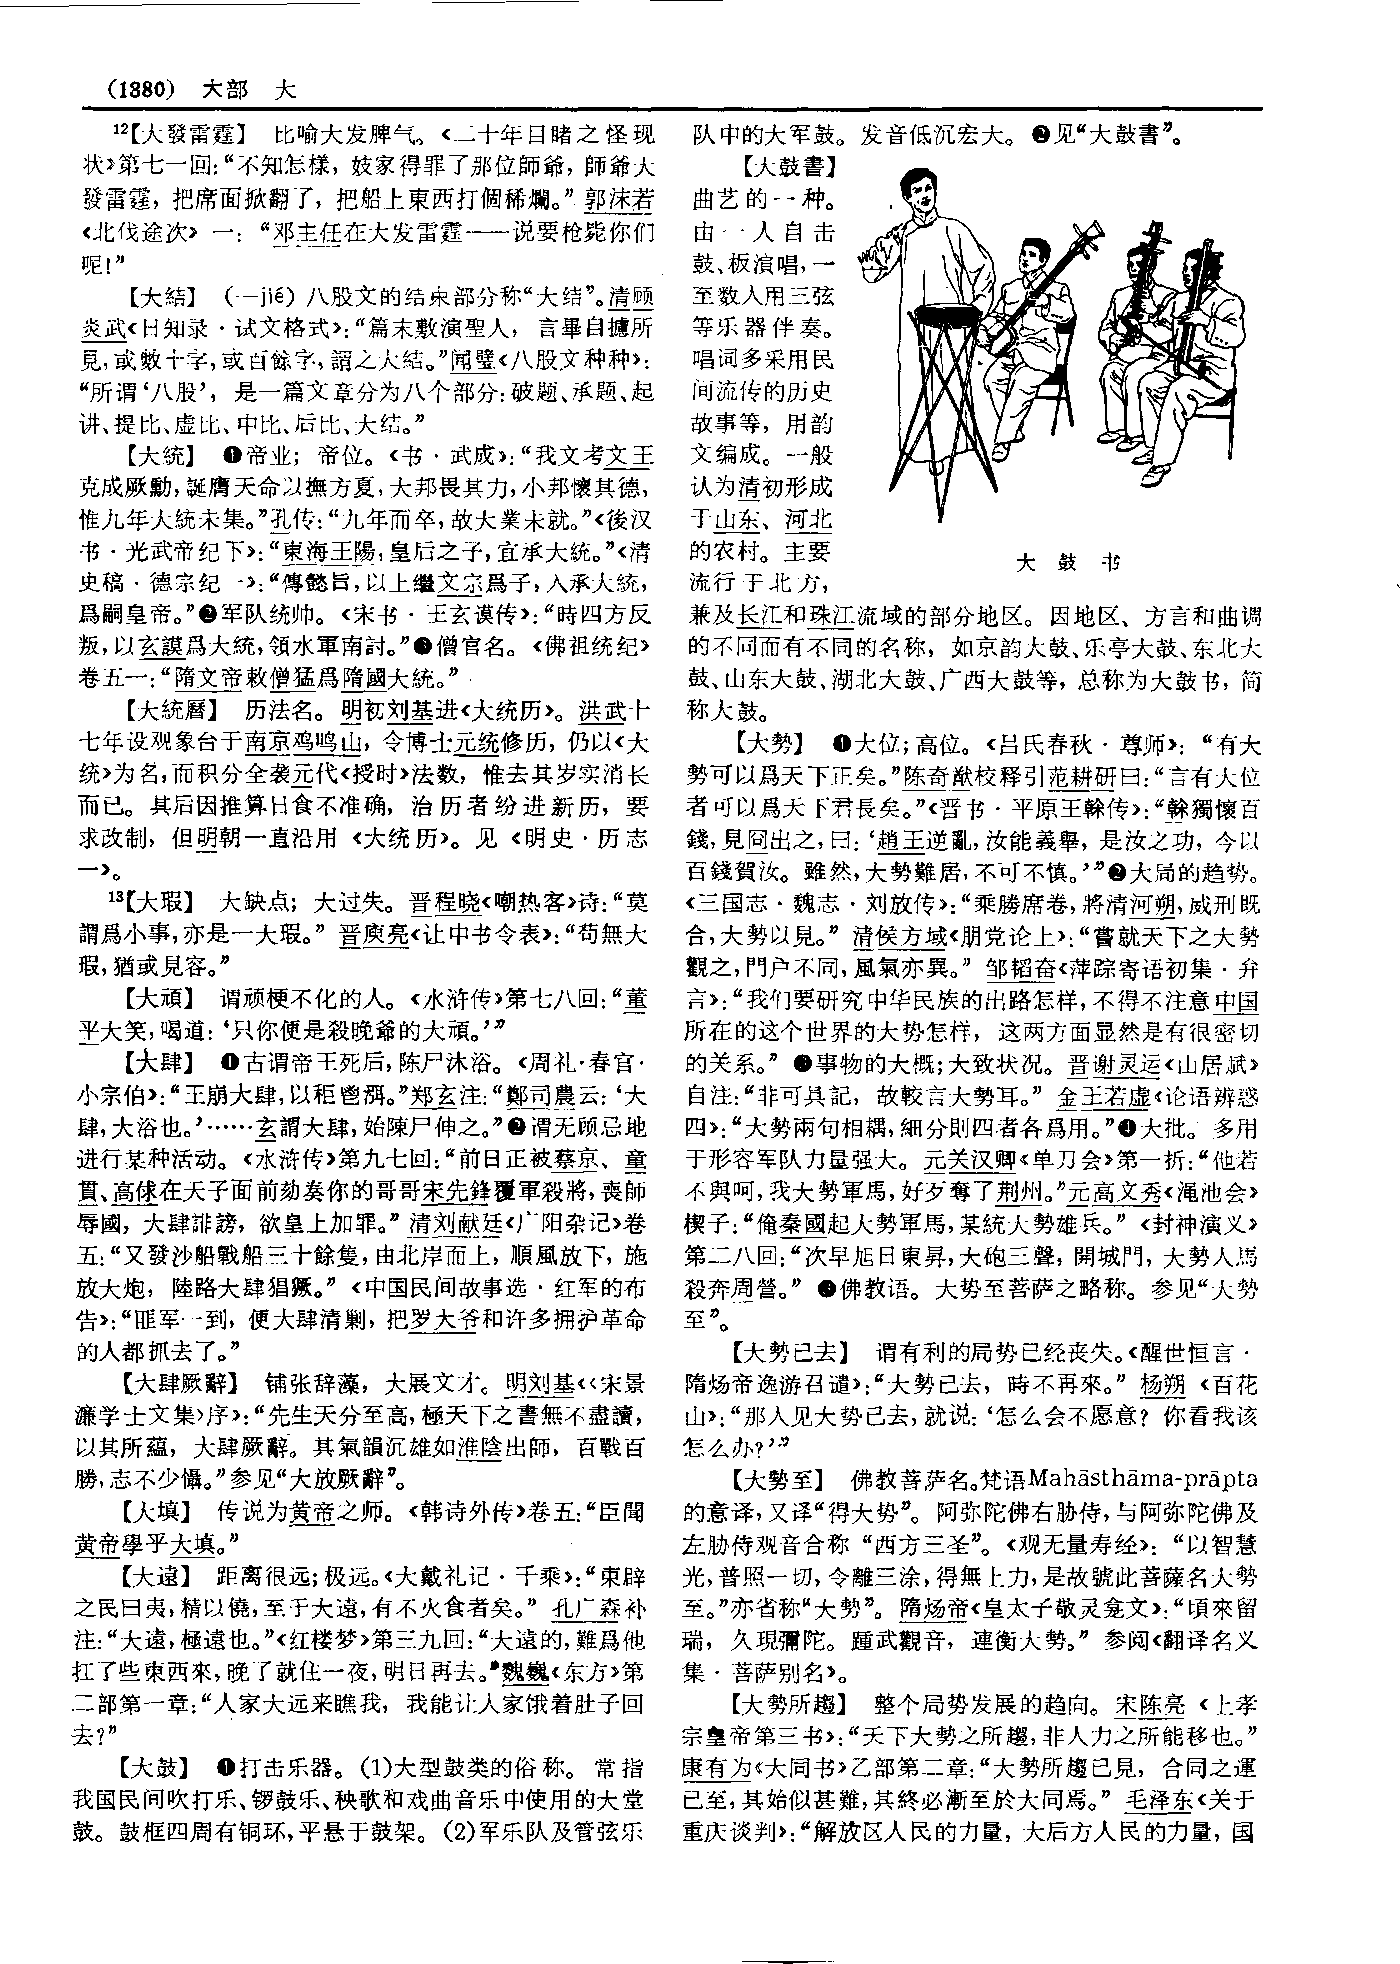 (1380) 大部 大
12【大發雷霆】 比喻大发脾气。《二十年目睹之怪现
状》第七一回：“不知怎樣，妓家得罪了那位師爺，師爺大
發雷霆，把席面掀翻了，把船上東西打個稀爛。”郭沫若
《北伐途次》一：“邓主任在大发雷霆——说要枪毙你们
呢！”
【大結】 （—jié）八股文的结束部分称“大结”。清顾
炎武《日知录·试文格式》：“篇末敷演聖人，言畢自攄所
見，或數十字，或百餘字，謂之大結。”闻璧《八股文种种》：
“所谓‘八股’，是一篇文章分为八个部分：破题、承题、起
讲、提比、虚比、中比、后比、大结。”
【大統】 ❶帝业；帝位。《书·武成》：“我文考文王
克成厥勳，誕膺天命以撫方夏，大邦畏其力，小邦懷其德，
惟九年大統未集。”孔传：“九年而卒，故大業未就。”《後汉
书·光武帝纪下》：“東海王陽，皇后之子，宜承大統。”《清
史稿·德宗纪一》：“傳懿旨，以上繼文宗爲子，入承大統，
爲嗣皇帝。”❷军队统帅。《宋书·王玄谟传》：“時四方反
叛，以玄謨爲大統，領水軍南討。”❸僧官名。《佛祖统纪》
卷五一：“隋文帝敕僧猛爲隋國大統。”
【大統曆】 历法名。明初刘基进《大统历》。洪武十
七年设观象台于南京鸡鸣山，令博士元统修历，仍以《大
统》为名，而积分全袭元代《授时》法数，惟去其岁实消长
而已。其后因推算日食不准确，治历者纷进新历，要
求改制，但明朝一直沿用《大统历》。见《明史·历志
一》。
13【大瑕】 大缺点；大过失。晋程晓《嘲热客》诗：“莫
謂爲小事，亦是一大瑕。”晋庾亮《让中书令表》：“苟無大
瑕，猶或見容。”
【大頑】 谓顽梗不化的人。《水浒传》第七八回：“董
平大笑，喝道：‘只你便是殺晚爺的大頑。’”
【大肆】 ❶古谓帝王死后，陈尸沐浴。《周礼·春官·
小宗伯》：“王崩大肆，以秬鬯渳。”郑玄注：“鄭司農云：‘大
肆，大浴也。’……玄謂大肆，始陳尸伸之。”❷谓无顾忌地
进行某种活动。《水浒传》第九七回：“前日正被蔡京、童
貫、高俅在天子面前劾奏你的哥哥宋先鋒覆軍殺將，喪師
辱國，大肆誹謗，欲皇上加罪。”清刘献廷《广阳杂记》卷
五：“又發沙船戰船三十餘隻，由北岸而上，順風放下，施
放大炮，陸路大肆猖獗。”《中国民间故事选·红军的布
告》：“匪军一到，便大肆清剿，把罗大爷和许多拥护革命
的人都抓去了。”
【大肆厥辭】 铺张辞藻，大展文才。明刘基《〈宋景
濂学士文集〉序》：“先生天分至高，極天下之書無不盡讀，
以其所蘊，大肆厥辭。其氣韻沉雄如淮陰出師，百戰百
勝，志不少懾。”参见“大放厥辭”。
【大填】 传说为黄帝之师。《韩诗外传》卷五：“臣聞
黄帝學乎大填。”
【大遠】 距离很远；极远。《大戴礼记·千乘》：“東辟
之民曰夷，精以僥，至于大遠，有不火食者矣。”孔广森补
注：“大遠，極遠也。”《红楼梦》第三九回：“大遠的，難爲他
扛了些東西來，晚了就住一夜，明日再去。”魏巍《东方》第
二部第一章：“人家大远来瞧我，我能让人家饿着肚子回
去？”
【大鼓】 ❶打击乐器。(1)大型鼓类的俗称。常指
我国民间吹打乐、锣鼓乐、秧歌和戏曲音乐中使用的大堂
鼓。鼓框四周有铜环，平悬于鼓架。(2)军乐队及管弦乐
队中的大军鼓。发音低沉宏大。❷见“大鼓書”。
【大鼓書】
曲艺的一种。
由一人自击
鼓、板演唱，一
至数人用三弦
等乐器伴奏。
唱词多采用民
间流传的历史
故事等，用韵
文编成。一般
认为清初形成
于山东、河北
的农村。主要
流行于北方，
大鼓书
兼及长江和珠江流域的部分地区。因地区、方言和曲调
的不同而有不同的名称，如京韵大鼓、乐亭大鼓、东北大
鼓、山东大鼓、湖北大鼓、广西大鼓等，总称为大鼓书，简
称大鼓。
【大勢】 ❶大位；高位。《吕氏春秋·尊师》：“有大
勢可以爲天下正矣。”陈奇猷校释引范耕研曰：“言有大位
者可以爲天下君長矣。”《晋书·平原王榦传》：“榦獨懷百
錢，見冏出之，曰：‘趙王逆亂，汝能義舉，是汝之功，今以
百錢賀汝。雖然，大勢難居，不可不慎。’”❷大局的趋势。
《三国志·魏志·刘放传》：“乘勝席卷，將清河朔，威刑既
合，大勢以見。”清侯方域《朋党论上》：“嘗就天下之大勢
觀之，門户不同，風氣亦異。”邹韬奋《萍踪寄语初集·弁
言》：“我们要研究中华民族的出路怎样，不得不注意中国
所在的这个世界的大势怎样，这两方面显然是有很密切
的关系。”❸事物的大概；大致状况。晋谢灵运《山居赋》
自注：“非可具記，故較言大勢耳。”金王若虚《论语辨惑
四》：“大勢兩句相耦，細分則四者各爲用。”❹大批。多用
于形容军队力量强大。元关汉卿《单刀会》第一折：“他若
不與呵，我大勢軍馬，好歹奪了荆州。”元高文秀《渑池会》
楔子：“俺秦國起大勢軍馬，某統大勢雄兵。”《封神演义》
第二八回：“次早旭日東昇，大砲三聲，開城門，大勢人馬
殺奔周營。”❺佛教语。大势至菩萨之略称。参见“大勢
至”。
【大勢已去】 谓有利的局势已经丧失。《醒世恒言·
隋炀帝逸游召谴》：“大勢已去，時不再來。”杨朔《百花
山》：“那人见大势已去，就说：‘怎么会不愿意？你看我该
怎么办？’”
【大勢至】 佛教菩萨名。梵语Mahāsthāma-prāpta
的意译，又译“得大势”。阿弥陀佛右胁侍，与阿弥陀佛及
左胁侍观音合称“西方三圣”。《观无量寿经》：“以智慧
光，普照一切，令離三涂，得無上力，是故號此菩薩名大勢
至。”亦省称“大勢”。隋炀帝《皇太子敬灵龛文》：“頃來留
瑞，久現彌陀。踵武觀音，連衡大勢。”参阅《翻译名义
集·菩萨别名》。
【大勢所趨】 整个局势发展的趋向。宋陈亮《上孝
宗皇帝第三书》：“天下大勢之所趨，非人力之所能移也。”
康有为《大同书》乙部第二章：“大勢所趨已見，合同之運
已至，其始似甚難，其終必漸至於大同焉。”毛泽东《关于
重庆谈判》：“解放区人民的力量，大后方人民的力量，国